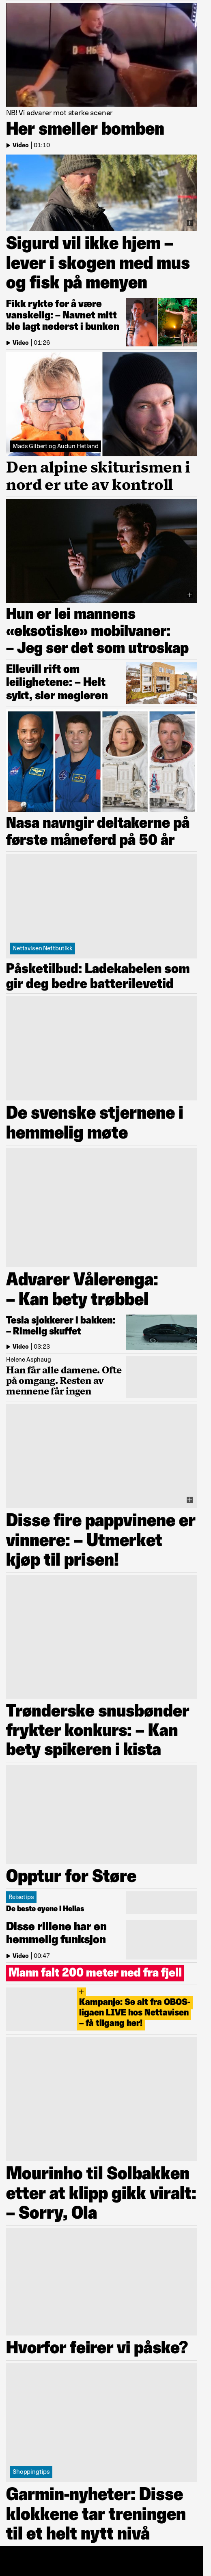 NB! Vi advarer mot sterke scener
Her smeller bomben
Video | 01:10
Sigurd vil ikke hjem –
lever i skogen med mus
og fisk på menyen
Fikk rykte for å være
vanskelig: – Navnet mitt
ble lagt nederst i bunken
Video | 01:26
Mads Gilbert og Audun Hetland
Den alpine skiturismen i
nord er ute av kontroll
Hun er lei mannens
«eksotiske» mobilvaner:
– Jeg ser det som utroskap
Ellevill rift om
leilighetene: – Helt
sykt, sier megleren
Nasa navngir deltakerne på
første måneferd på 50 år
Nettavisen Nettbutikk
Påsketilbud: Ladekabelen som
gir deg bedre batterilevetid
De svenske stjernene i
hemmelig møte
Advarer Vålerenga:
– Kan bety trøbbel
Tesla sjokkerer i bakken:
– Rimelig skuffet
Video | 03:23
Helene Asphaug
Han får alle damene. Ofte
på omgang. Resten av
mennene får ingen
Disse fire pappvinene er
vinnere: – Utmerket
kjøp til prisen!
Trønderske snusbønder
frykter konkurs: – Kan
bety spikeren i kista
Opptur for Støre
Reisetips
De beste øyene i Hellas
Disse rillene har en
hemmelig funksjon
Video | 00:47
Mann falt 200 meter ned fra fjell
Kampanje: Se alt fra OBOS-
ligaen LIVE hos Nettavisen
– få tilgang her!
Mourinho til Solbakken
etter at klipp gikk viralt:
– Sorry, Ola
Hvorfor feirer vi påske?
Shoppingtips
Garmin-nyheter: Disse
klokkene tar treningen
til et helt nytt nivå